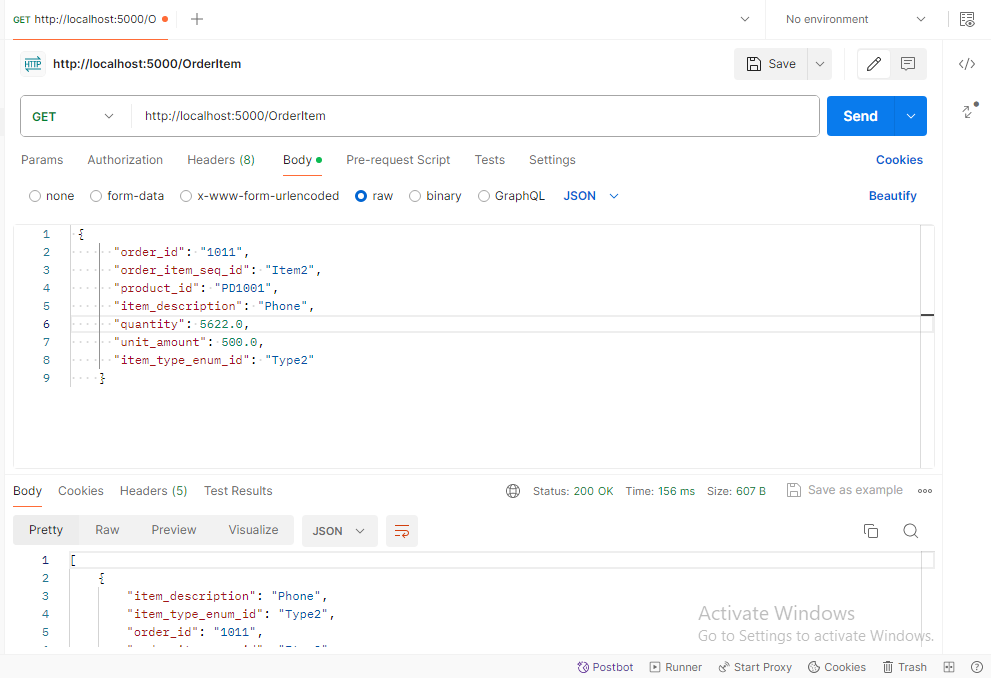 GET http://localhost:5000/O
No environment
HTTP http://localhost:5000/OrderItem
Save
GET http://localhost:5000/OrderItem
Send
Params Authorization Headers (8) Body Pre-request Script Tests Settings Cookies
none form-data x-www-form-urlencoded raw binary GraphQL JSON Beautify
1 {
2 "order_id": "1011",
3 "order_item_seq_id": "Item2",
4 "product_id": "PD1001",
5 "item_description": "Phone",
6 "quantity": 5622.0,
7 "unit_amount": 500.0,
8 "item_type_enum_id": "Type2"
9 }
Body Cookies Headers (5) Test Results Status: 200 OK Time: 156 ms Size: 607 B Save as example
Pretty Raw Preview Visualize JSON
1 [
2 {
3 "item_description": "Phone",
4 "item_type_enum_id": "Type2",
5 "order_id": "1011",
Activate Windows
Go to Settings to activate Windows.
Postbot Runner Start Proxy Cookies Trash